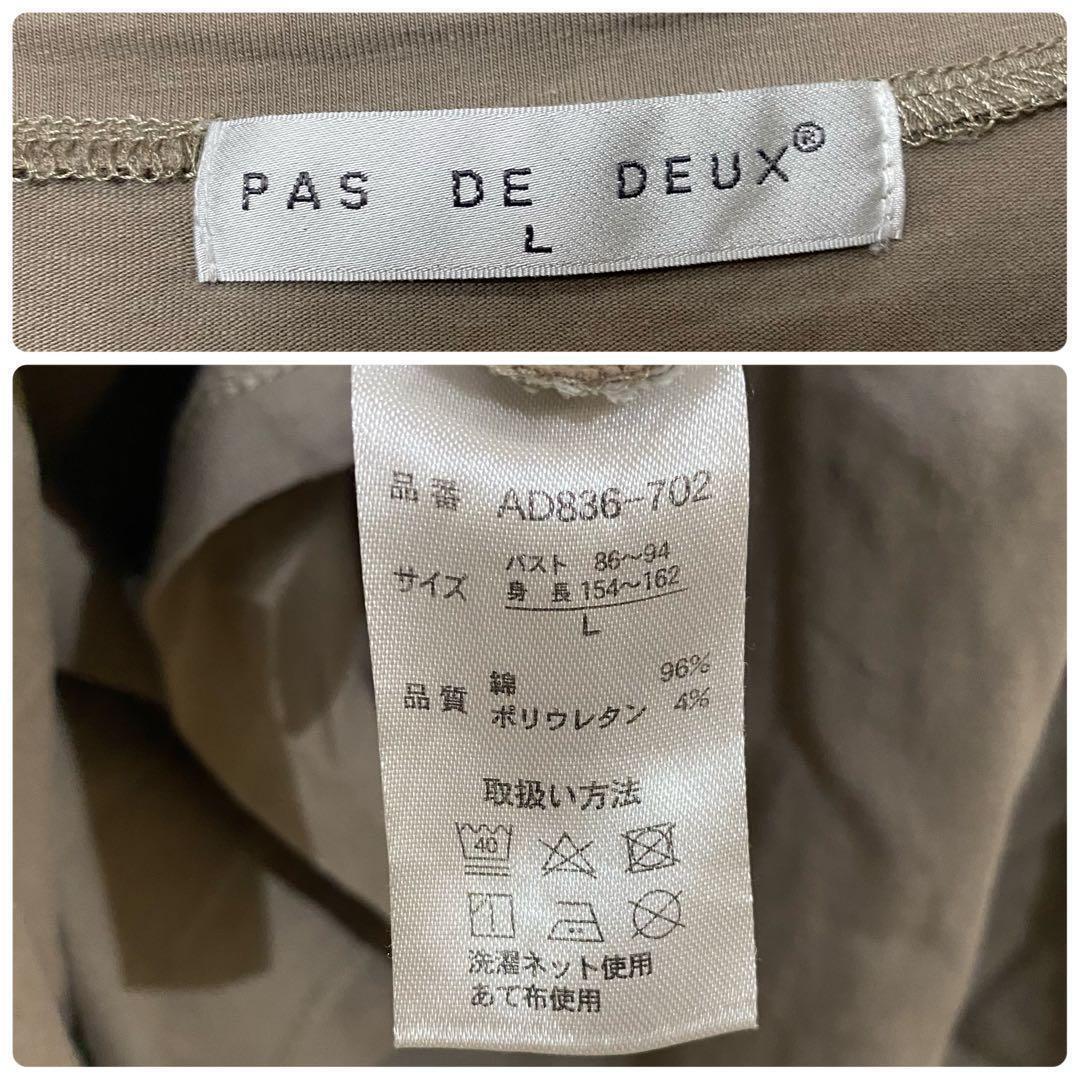 PAS DE DEUX®
L
品番 AD836-702
サイズ バスト 86〜94
身 長 154〜162
L
品質 綿 96%
ポリウレタン 4%
取扱い方法
40
洗濯ネット使用
あて布使用